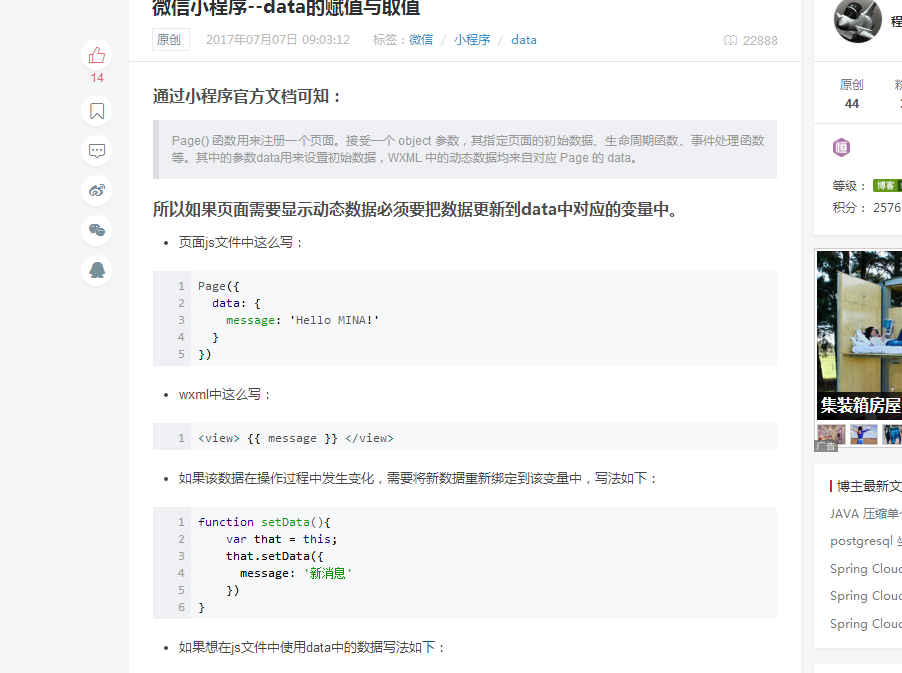 微信小程序--data的赋值与取值
原创 2017年07月07日 09:03:12 标签：微信 / 小程序 / data 22888
14
通过小程序官方文档可知：
Page() 函数用来注册一个页面。接受一个 object 参数，其指定页面的初始数据、生命周期函数、事件处理函数
等。其中的参数data用来设置初始数据，WXML 中的动态数据均来自对应 Page 的 data。
所以如果页面需要显示动态数据必须要把数据更新到data中对应的变量中。
• 页面js文件中这么写：
1 Page({
2   data: {
3     message: 'Hello MINA!'
4   }
5 })
• wxml中这么写：
1 <view> {{ message }} </view>
• 如果该数据在操作过程中发生变化，需要将新数据重新绑定到该变量中，写法如下：
1 function setData(){
2     var that = this;
3     that.setData({
4       message: '新消息'
5     })
6 }
• 如果想在js文件中使用data中的数据写法如下：
程
原创
44
恒
等级： 博客
积分： 2576
集装箱房屋
广告
博主最新文
JAVA 压缩单
postgresql
Spring Clou
Spring Clou
Spring Clou